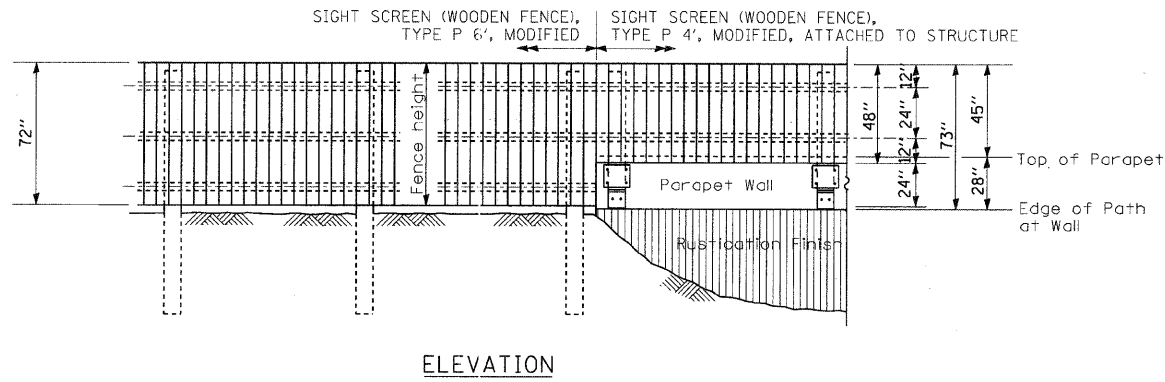 SIGHT SCREEN (WOODEN FENCE),
TYPE P 6', MODIFIED
SIGHT SCREEN (WOODEN FENCE),
TYPE P 4', MODIFIED, ATTACHED TO STRUCTURE
72"
Fence height
48"
12"
24"
12"
24"
73"
45"
28"
Top of Parapet
Edge of Path
at Wall
Parapet Wall
Rustication Finish
ELEVATION